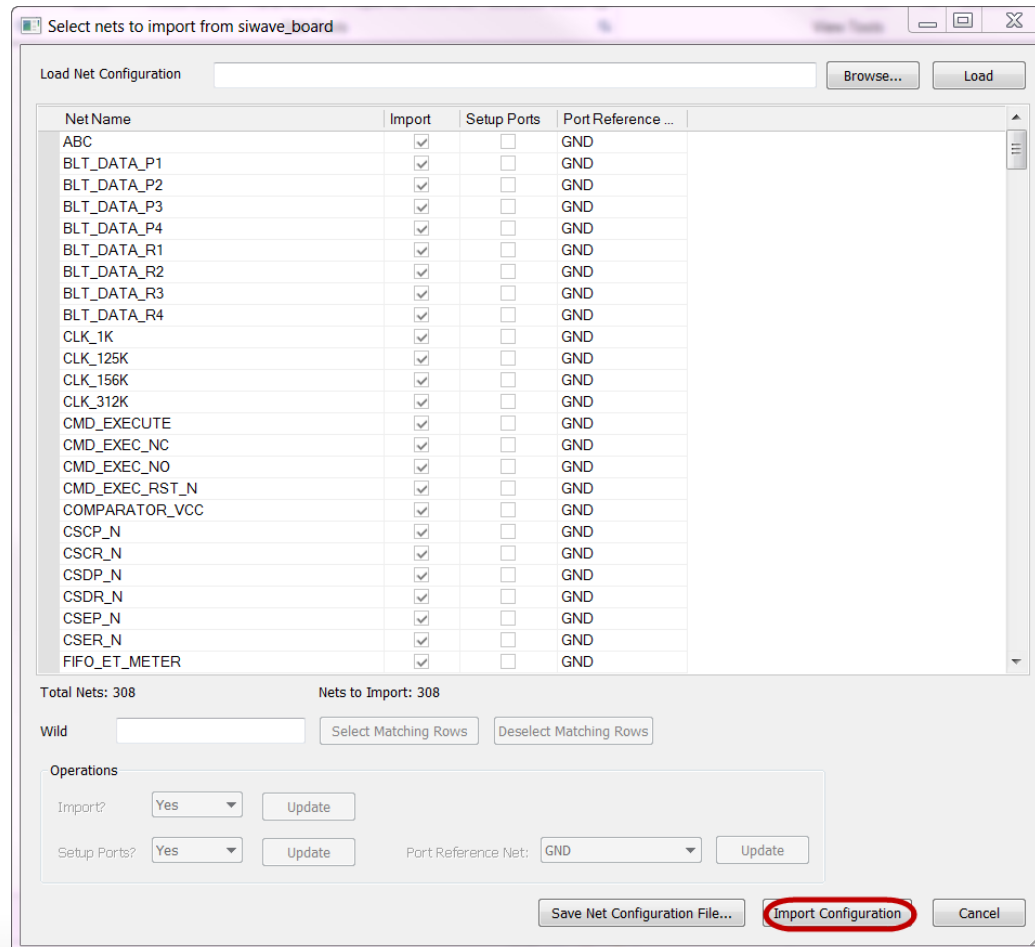 Select nets to import from siwave_board
Load Net Configuration Browse... Load
Net Name Import Setup Ports Port Reference ...
ABC GND
BLT_DATA_P1 GND
BLT_DATA_P2 GND
BLT_DATA_P3 GND
BLT_DATA_P4 GND
BLT_DATA_R1 GND
BLT_DATA_R2 GND
BLT_DATA_R3 GND
BLT_DATA_R4 GND
CLK_1K GND
CLK_125K GND
CLK_156K GND
CLK_312K GND
CMD_EXECUTE GND
CMD_EXEC_NC GND
CMD_EXEC_NO GND
CMD_EXEC_RST_N GND
COMPARATOR_VCC GND
CSCP_N GND
CSCR_N GND
CSDP_N GND
CSDR_N GND
CSEP_N GND
CSER_N GND
FIFO_ET_METER GND
Total Nets: 308 Nets to Import: 308
Wild Select Matching Rows Deselect Matching Rows
Operations
Import? Yes Update
Setup Ports? Yes Update Port Reference Net: GND Update
Save Net Configuration File... Import Configuration Cancel